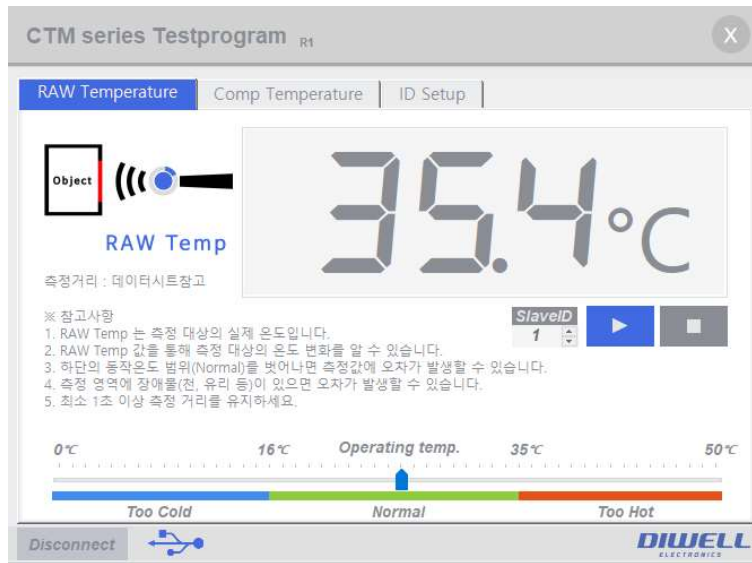 CTM series Testprogram R1
X
RAW Temperature
Comp Temperature
ID Setup
Object
RAW Temp
35.4℃
측정거리 : 데이터시트참고
※ 참고사항
1. RAW Temp 는 측정 대상의 실제 온도입니다.
2. RAW Temp 값을 통해 측정 대상의 온도 변화를 알 수 있습니다.
3. 하단의 동작온도 범위(Normal)를 벗어나면 측정값에 오차가 발생할 수 있습니다.
4. 측정 영역에 장애물(천, 유리 등)이 있으면 오차가 발생할 수 있습니다.
5. 최소 1초 이상 측정 거리를 유지하세요.
SlaveID
1
0℃ 16℃ Operating temp. 35℃ 50℃
Too Cold Normal Too Hot
Disconnect
DIWELL
ELECTRONICS